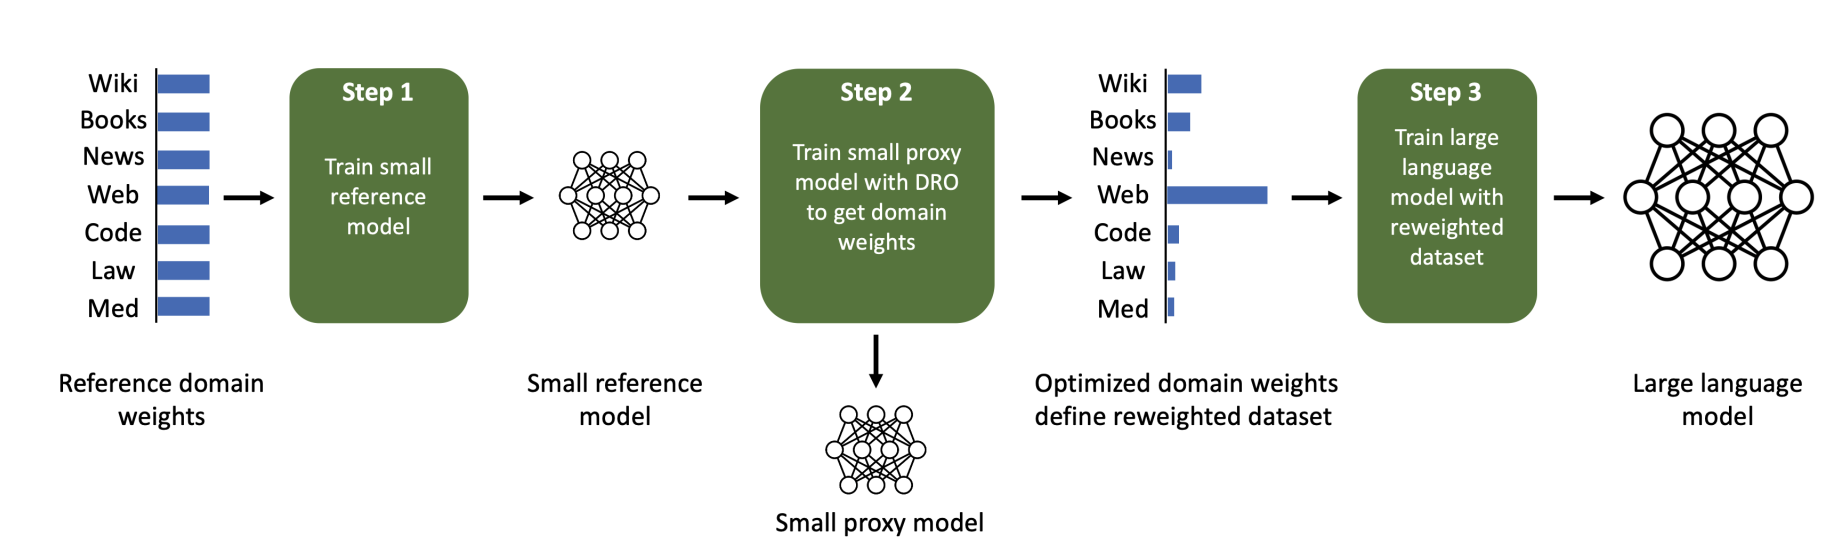 Wiki
Books
News
Web
Code
Law
Med
Reference domain
weights
Step 1
Train small
reference
model
Small reference
model
Step 2
Train small proxy
model with DRO
to get domain
weights
Small proxy model
Wiki
Books
News
Web
Code
Law
Med
Optimized domain weights
define reweighted dataset
Step 3
Train large
language
model with
reweighted
dataset
Large language
model